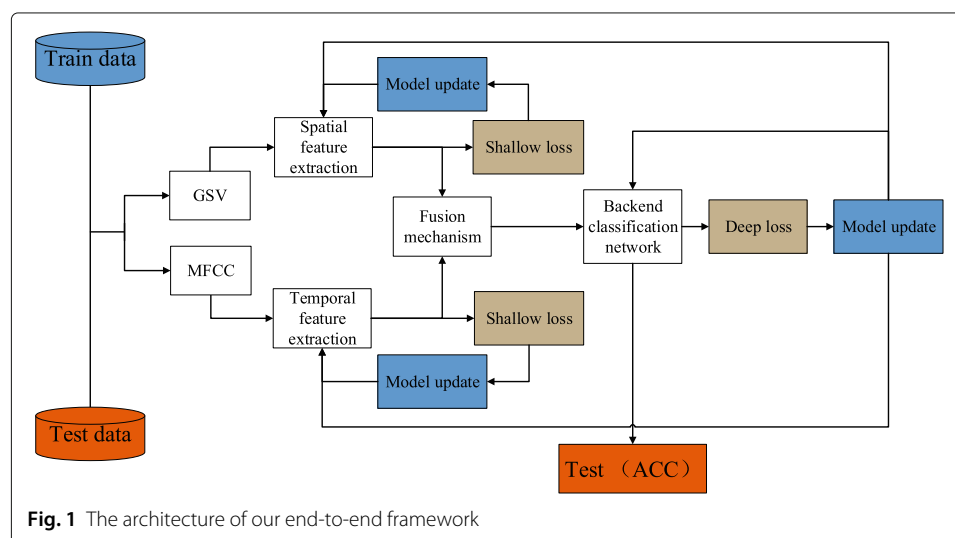 Train data
Model update
Spatial
feature
extraction
Shallow loss
GSV
Fusion
mechanism
Backend
classification
network
Deep loss
Model update
MFCC
Temporal
feature
extraction
Shallow loss
Model update
Test data
Test （ACC）
Fig. 1 The architecture of our end-to-end framework